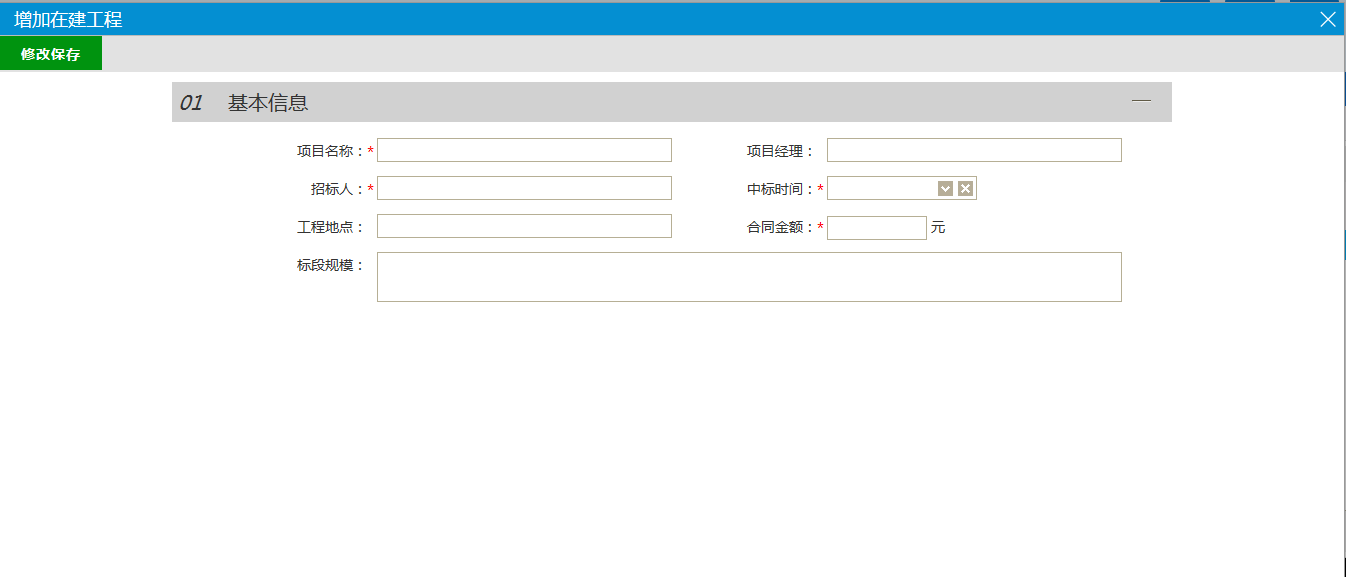 增加在建工程
修改保存
01 基本信息
项目名称：* 项目经理：
招标人：* 中标时间：*
工程地点： 合同金额：* 元
标段规模：